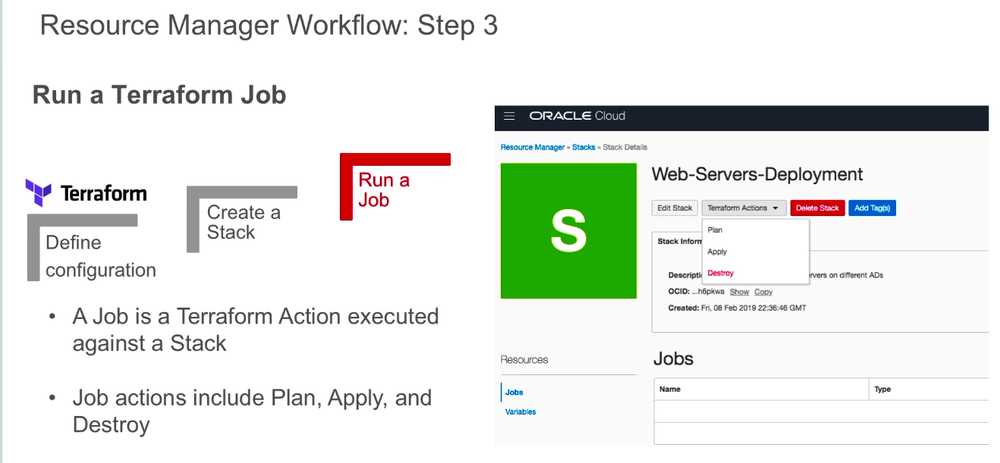 Resource Manager Workflow: Step 3
Run a Terraform Job
Terraform
Define
configuration
Create a
Stack
Run a
Job
• A Job is a Terraform Action executed
against a Stack
• Job actions include Plan, Apply, and
Destroy
ORACLE Cloud
Resource Manager » Stacks » Stack Details
S
Web-Servers-Deployment
Edit Stack Terraform Actions Delete Stack Add Tag(s)
Plan
Apply
Destroy
Stack Inform
Descripti rvers on different ADs
OCID: ...h6pkwa Show Copy
Created: Fri, 08 Feb 2019 22:36:46 GMT
Resources
Jobs
Variables
Jobs
Name Type